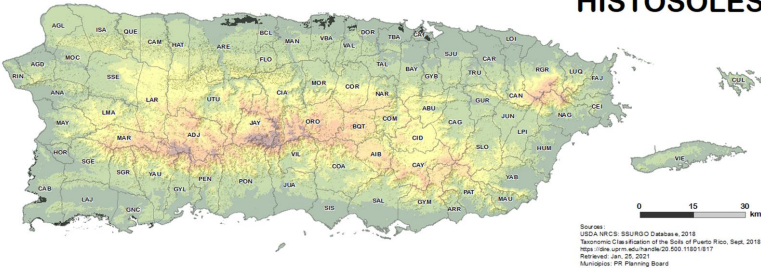 HISTOSOLES
AGL
ISA
QUE
CAM
HAT
ARE
BCL
MAN
VBA
VAL
DOR
TBA
CAT
LOI
AGD
MOC
FLO
TAL
BAY
GYB
SJU
CAR
TRU
RIN
SSE
ANA
LAR
UTU
CIA
MOR
COR
NAR
RGR
LUQ
FAJ
CUL
CAN
GUR
CEI
MAY
LMA
MAR
ADJ
JAY
ORO
BQT
COM
ABU
CAG
JUN
NAG
LPI
HOR
SGE
SGR
YAU
PEN
VIL
COA
AIB
CID
CAY
SLO
HUM
VIE
CAB
LAJ
GNC
GYL
PON
JUA
SIS
SAL
GYM
ARR
PAT
MAU
YAB
0 15 30
km
Sources:
USDA NRCS: SSURGO Database, 2018
Taxonomic Classification of the Soils of Puerto Rico, Sept, 2018
https://dire.uprm.edu/handle/20.500.11801/817
Retrieved: Jan, 25, 2021
Municipios: PR Planning Board